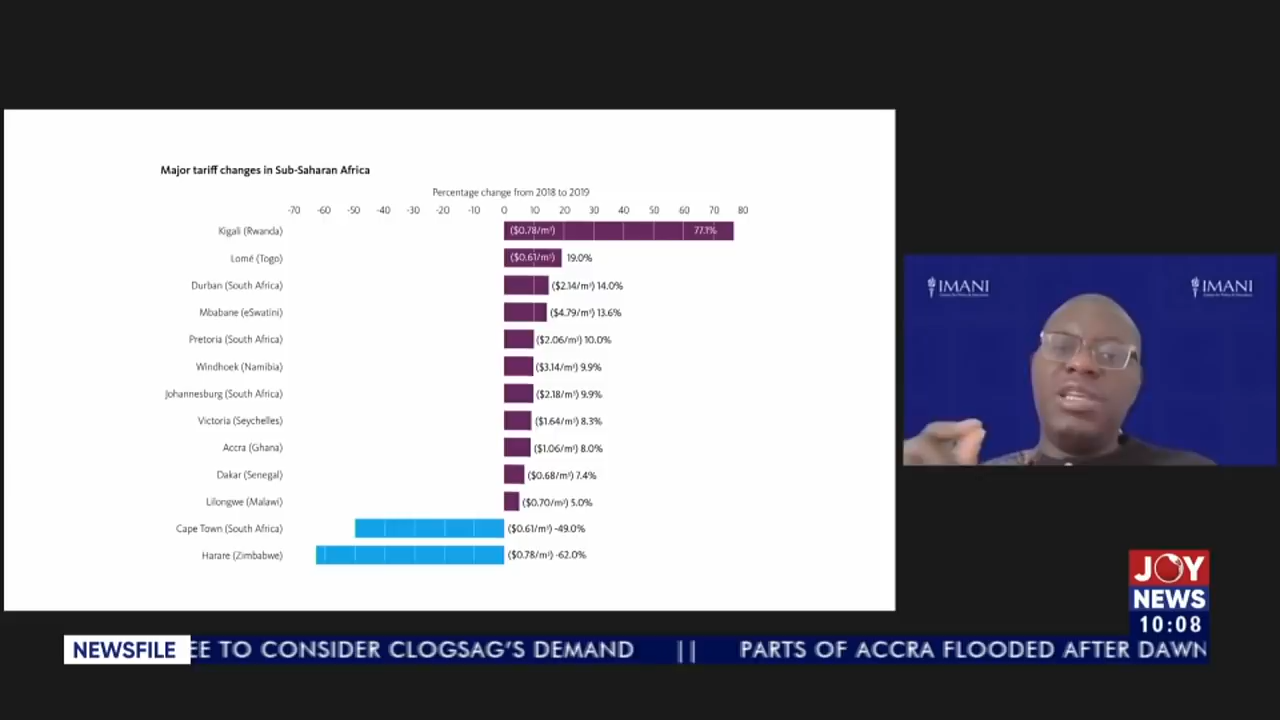 Major tariff changes in Sub-Saharan Africa
Percentage change from 2018 to 2019
-70 -60 -50 -40 -30 -20 -10 0 10 20 30 40 50 60 70 80
Kigali (Rwanda) ($0.78/m³) 77.1%
Lomé (Togo) ($0.61/m³) 19.0%
Durban (South Africa) ($2.14/m³) 14.0%
Mbabane (eSwatini) ($4.79/m³) 13.6%
Pretoria (South Africa) ($2.06/m³) 10.0%
Windhoek (Namibia) ($3.14/m³) 9.9%
Johannesburg (South Africa) ($2.18/m³) 9.9%
Victoria (Seychelles) ($1.64/m³) 8.3%
Accra (Ghana) ($1.06/m³) 8.0%
Dakar (Senegal) ($0.68/m³) 7.4%
Lilongwe (Malawi) ($0.70/m³) 5.0%
Cape Town (South Africa) ($0.61/m³) -49.0%
Harare (Zimbabwe) ($0.78/m³) -62.0%
IMANI
IMANI
JOY
NEWS
10:08
NEWSFILE
EE TO CONSIDER CLOGSAG'S DEMAND || PARTS OF ACCRA FLOODED AFTER DAWN